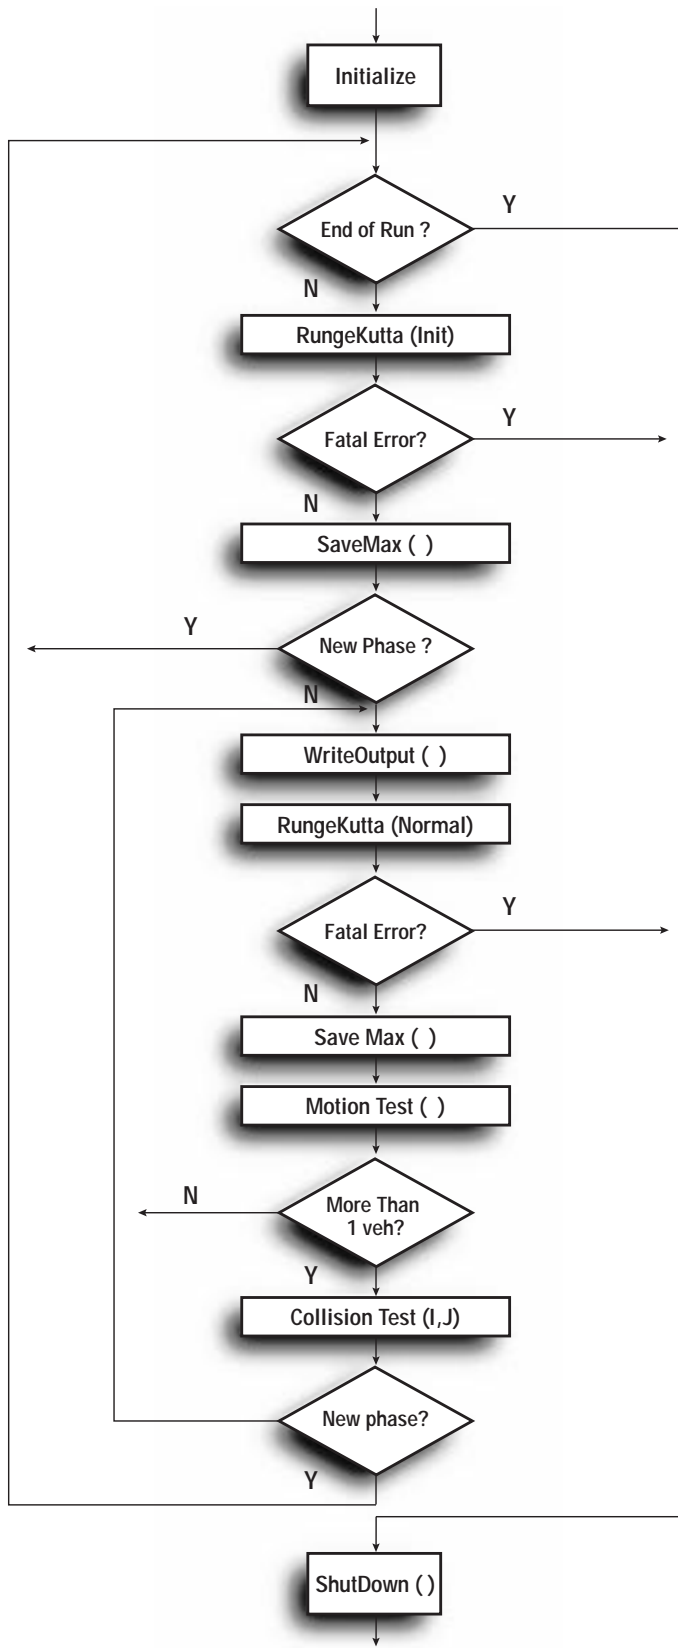 Initialize
End of Run ?
Y
N
RungeKutta (Init)
Fatal Error?
Y
N
SaveMax ( )
Y
New Phase ?
N
WriteOutput ( )
RungeKutta (Normal)
Fatal Error?
Y
N
Save Max ( )
Motion Test ( )
N
More Than
1 veh?
Y
Collision Test (I,J)
New phase?
Y
ShutDown ( )